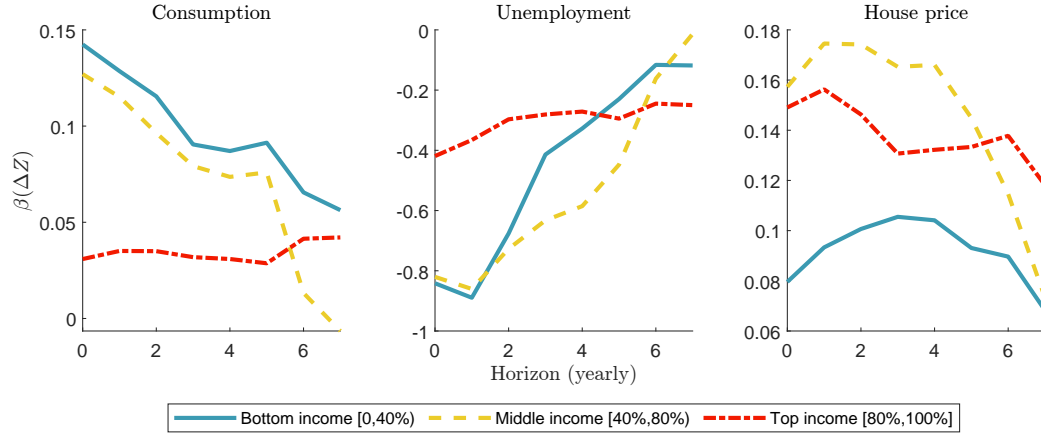 Consumption
Unemployment
House price
β(ΔZ)
0.15
0.1
0.05
0
0 2 4 6
0
-0.2
-0.4
-0.6
-0.8
-1
0 2 4 6
0.18
0.16
0.14
0.12
0.1
0.08
0.06
0 2 4 6
Horizon (yearly)
Bottom income [0,40%) Middle income [40%,80%) Top income [80%,100%]